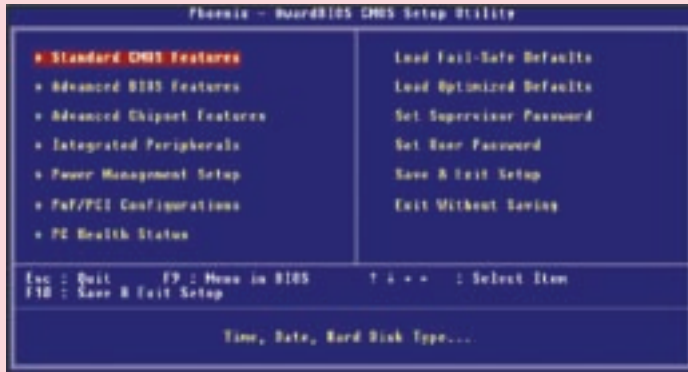 Phoenix - AwardBIOS CMOS Setup Utility
Standard CMOS Features
Advanced BIOS Features
Advanced Chipset Features
Integrated Peripherals
Power Management Setup
PnP/PCI Configurations
PC Health Status
Load Fail-Safe Defaults
Load Optimized Defaults
Set Supervisor Password
Set User Password
Save & Exit Setup
Exit Without Saving
Esc : Quit F9 : Menu in BIOS ↑ ↓ → ← : Select Item
F10 : Save & Exit Setup
Time, Date, Hard Disk Type...